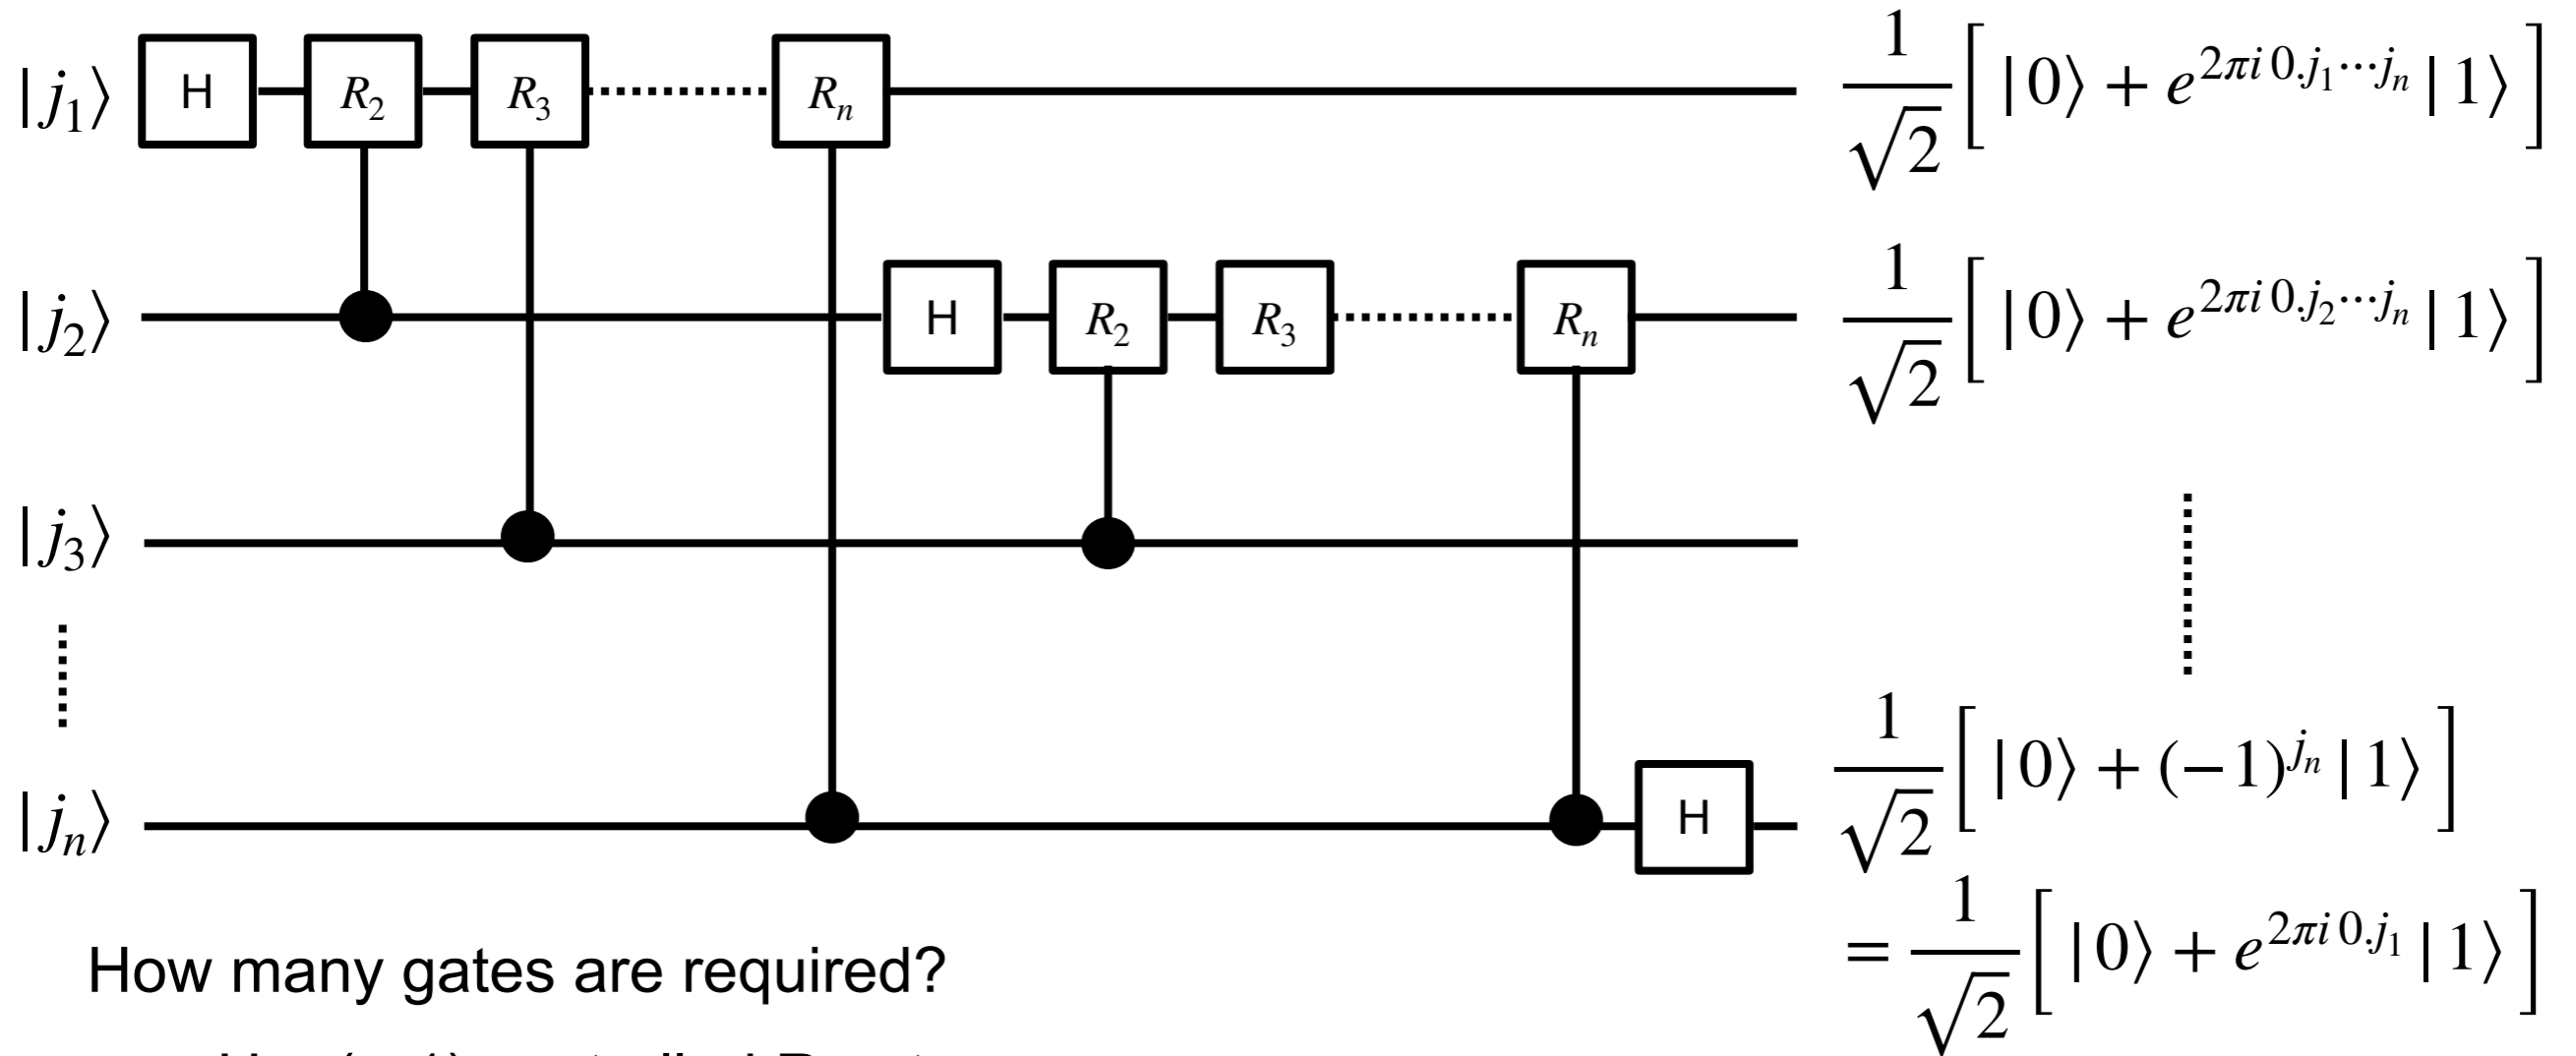 |j₁⟩ H R₂ R₃ Rₙ 1/√2 [ |0⟩ + e^{2πi 0.j₁⋯jₙ} |1⟩ ]
|j₂⟩ H R₂ R₃ Rₙ 1/√2 [ |0⟩ + e^{2πi 0.j₂⋯jₙ} |1⟩ ]
|j₃⟩
|jₙ⟩ H 1/√2 [ |0⟩ + (−1)^{jₙ} |1⟩ ]
= 1/√2 [ |0⟩ + e^{2πi 0.j₁} |1⟩ ]
How many gates are required?